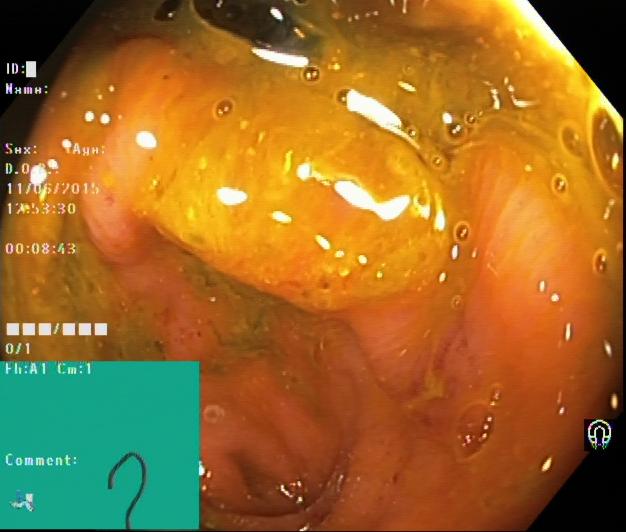 ID:
Name:
Sex: Age:
D.O.B.:
11/06/2015
12:53:30
00:08:43
0/1
Eh:A1 Cm:1
Comment: